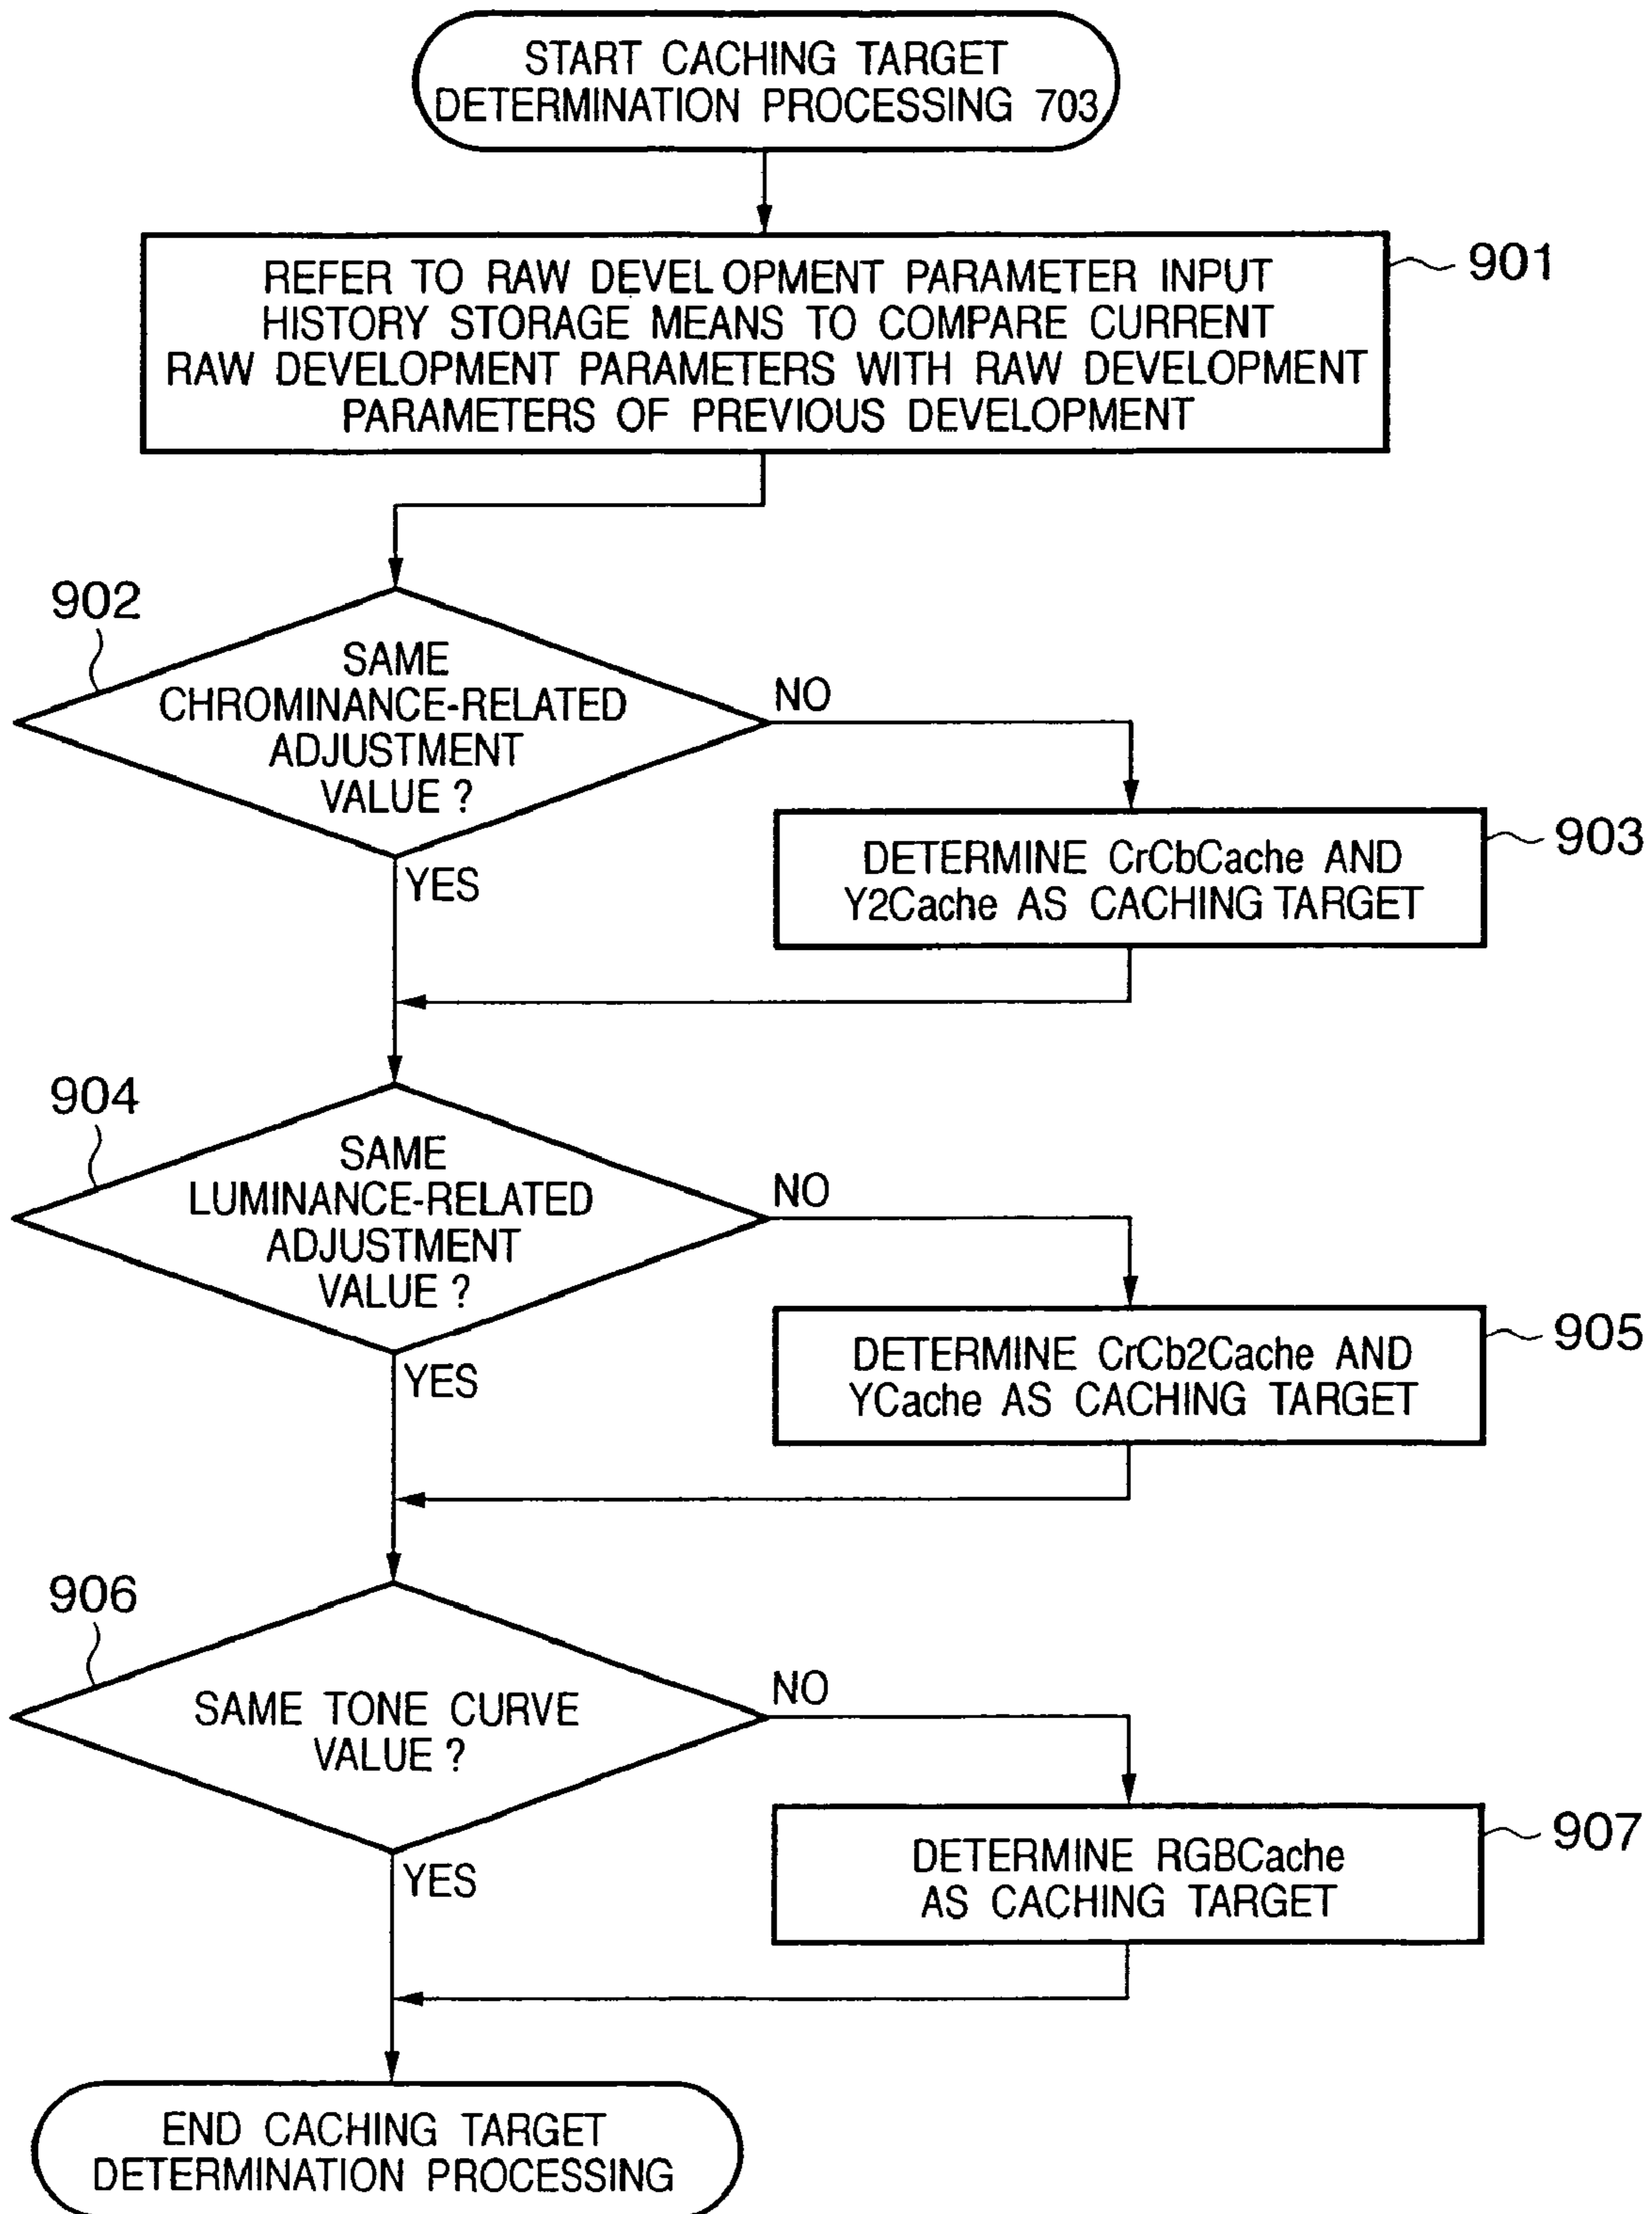 START CACHING TARGET
DETERMINATION PROCESSING 703
REFER TO RAW DEVELOPMENT PARAMETER INPUT
HISTORY STORAGE MEANS TO COMPARE CURRENT
RAW DEVELOPMENT PARAMETERS WITH RAW DEVELOPMENT
PARAMETERS OF PREVIOUS DEVELOPMENT
901
902
SAME
CHROMINANCE-RELATED
ADJUSTMENT
VALUE ?
NO
YES
DETERMINE CrCbCache AND
Y2Cache AS CACHING TARGET
903
904
SAME
LUMINANCE-RELATED
ADJUSTMENT
VALUE ?
NO
YES
DETERMINE CrCb2Cache AND
YCache AS CACHING TARGET
905
906
SAME TONE CURVE
VALUE ?
NO
YES
DETERMINE RGBCache
AS CACHING TARGET
907
END CACHING TARGET
DETERMINATION PROCESSING